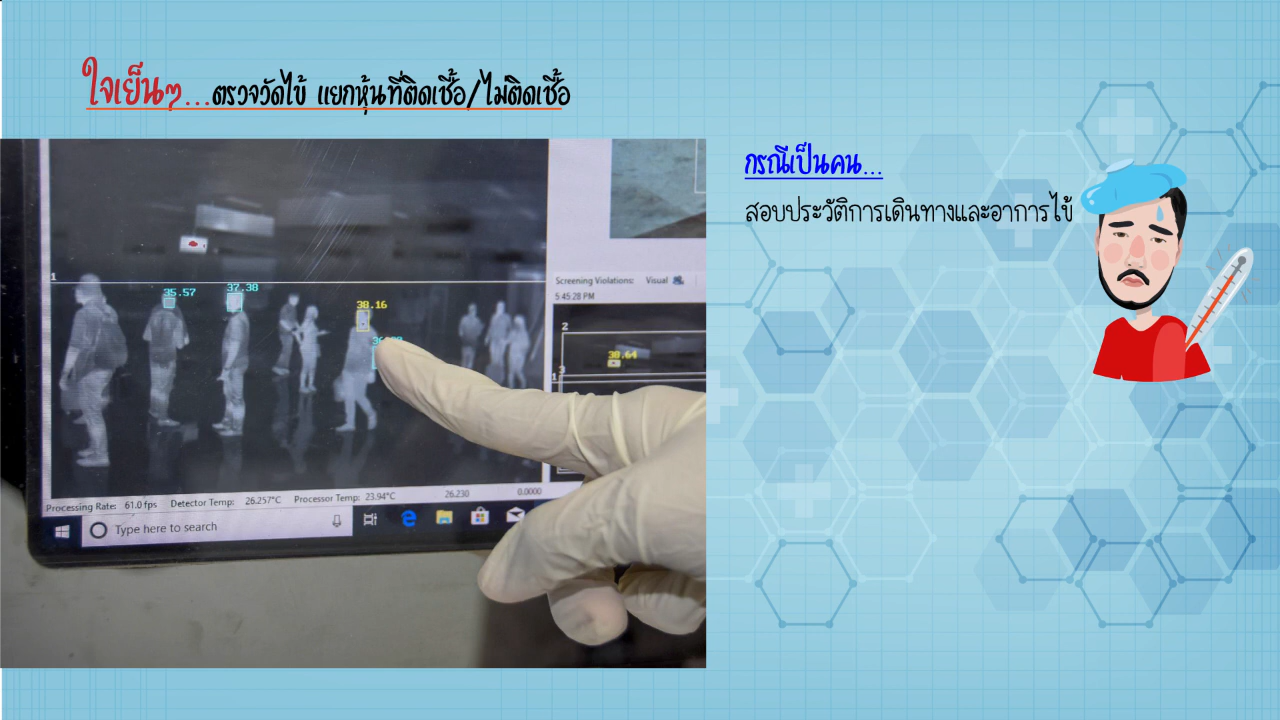 ใจเย็นๆ...ตรวจวัดไข้ แยกหุ้นที่ติดเชื้อ/ไม่ติดเชื้อ
กรณีเป็นคน...
สอบประวัติการเดินทางและอาการไข้
1
35.57
37.38
38.16
Screening Violations: Visual
5:45:28 PM
2
38.64
3
1
Processing Rate: 61.0 fps Detector Temp: 26.257°C Processor Temp: 23.94°C 26.230 0.0000
Type here to search